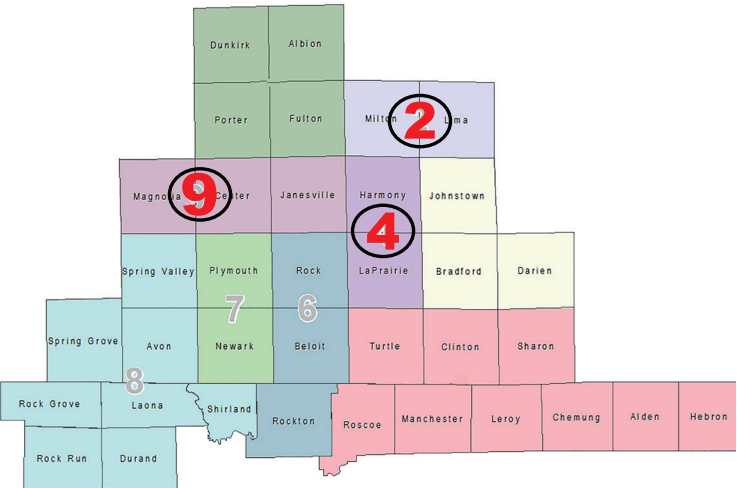 Dunkirk Albion
Porter Fulton Milton 2 Lima
Magnolia 9 Center Janesville Harmony Johnstown
4
Spring Valley Plymouth Rock LaPrairie Bradford Darien
7 6
Spring Grove Avon Newark Beloit Turtle Clinton Sharon
8
Rock Grove Laona Shirland Rockton Roscoe Manchester Leroy Chemung Alden Hebron
Rock Run Durand